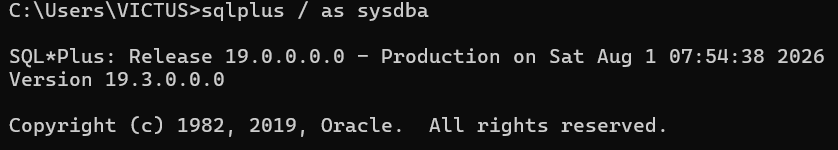 C:\Users\VICTUS>sqlplus / as sysdba
SQL*Plus: Release 19.0.0.0.0 - Production on Sat Aug 1 07:54:38 2026
Version 19.3.0.0.0
Copyright (c) 1982, 2019, Oracle.  All rights reserved.